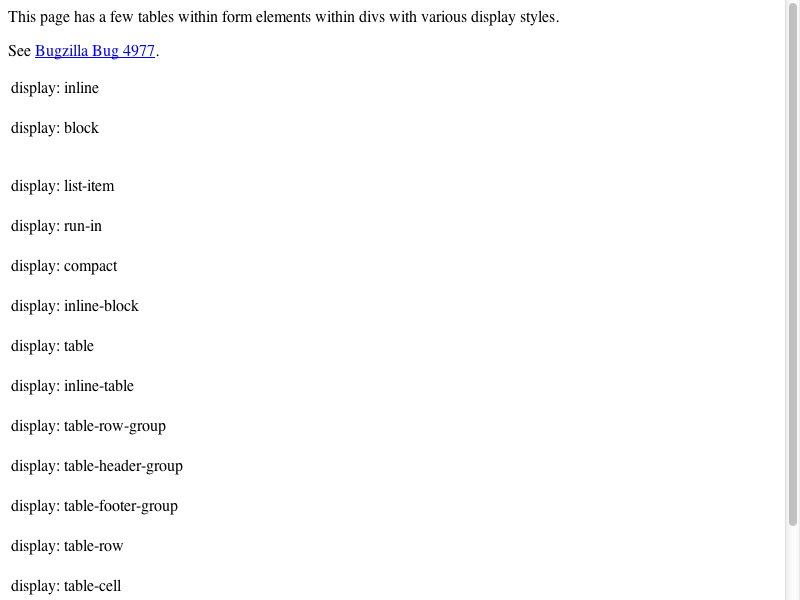 This page has a few tables within form elements within divs with various display styles.
See Bugzilla Bug 4977.
display: inline
display: block
display: list-item
display: run-in
display: compact
display: inline-block
display: table
display: inline-table
display: table-row-group
display: table-header-group
display: table-footer-group
display: table-row
display: table-cell